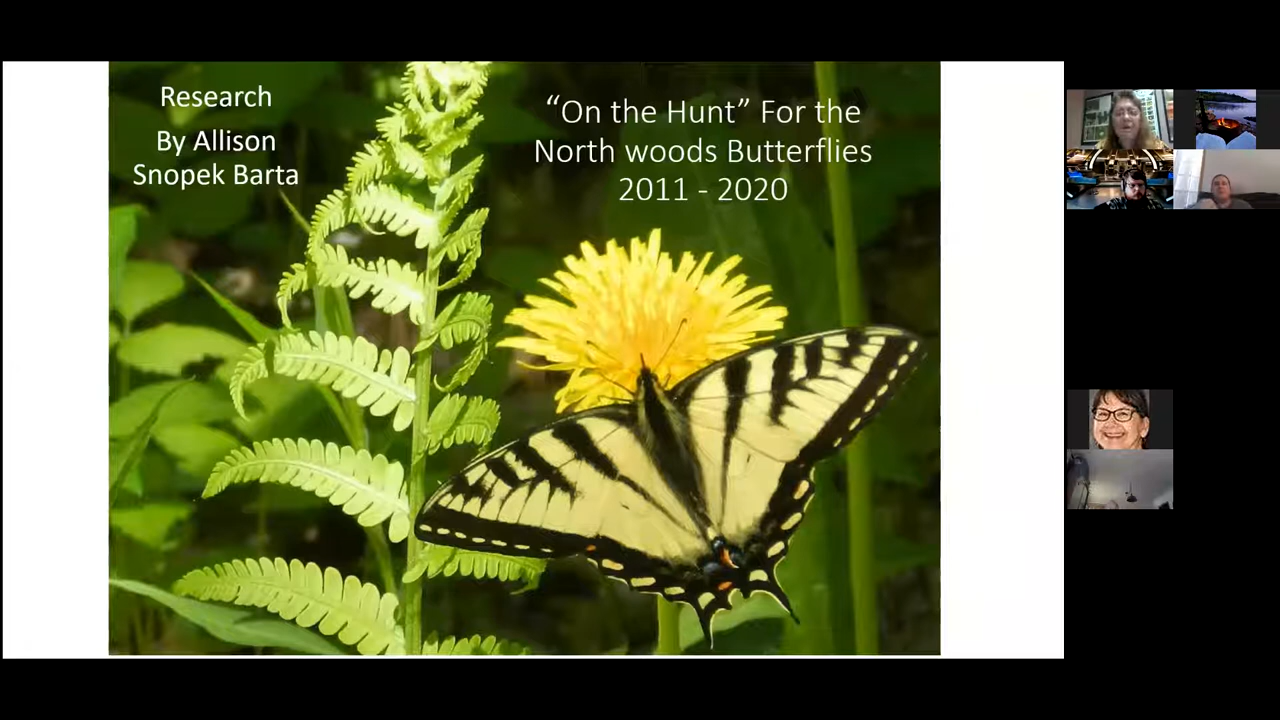 Research
By Allison
Snopek Barta
“On the Hunt” For the
North woods Butterflies
2011 - 2020